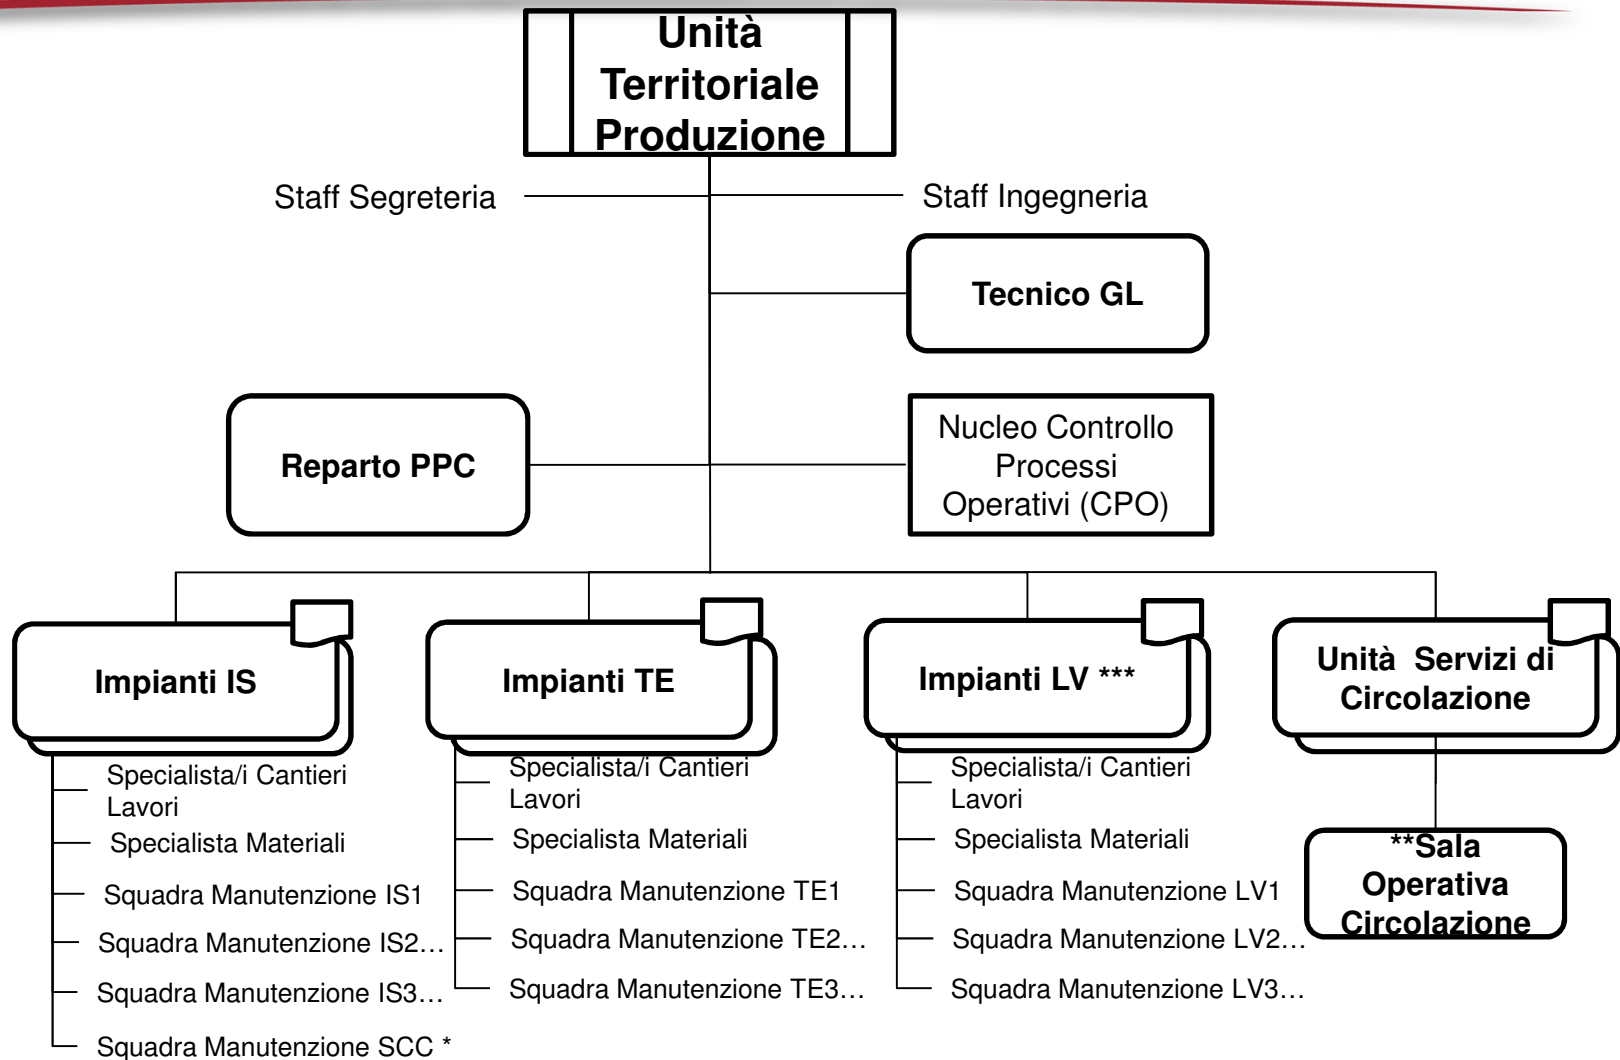 Unità
Territoriale
Produzione
Staff Segreteria
Staff Ingegneria
Tecnico GL
Reparto PPC
Nucleo Controllo
Processi
Operativi (CPO)
Impianti IS
Specialista/i Cantieri
Lavori
Specialista Materiali
Squadra Manutenzione IS1
Squadra Manutenzione IS2…
Squadra Manutenzione IS3…
Squadra Manutenzione SCC *
Impianti TE
Specialista/i Cantieri
Lavori
Specialista Materiali
Squadra Manutenzione TE1
Squadra Manutenzione TE2…
Squadra Manutenzione TE3…
Impianti LV ***
Specialista/i Cantieri
Lavori
Specialista Materiali
Squadra Manutenzione LV1
Squadra Manutenzione LV2…
Squadra Manutenzione LV3…
Unità Servizi di
Circolazione
**Sala
Operativa
Circolazione